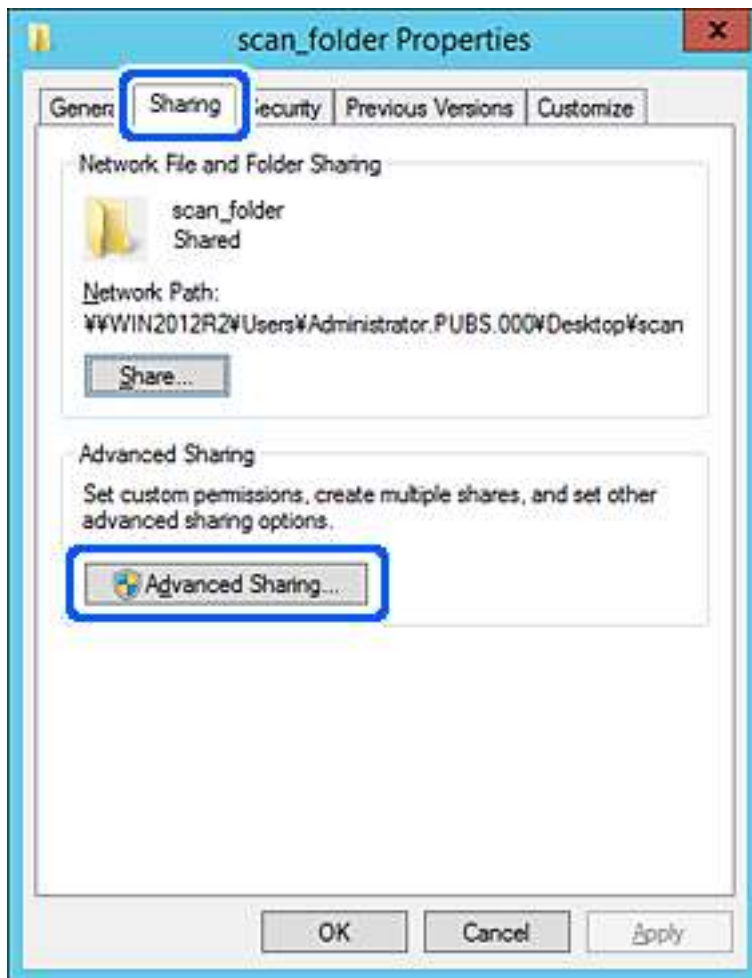 scan_folder Properties
x
General Sharing Security Previous Versions Customize
Network File and Folder Sharing
scan_folder
Shared
Network Path:
¥¥WIN2012R2¥Users¥Administrator.PUBS.000¥Desktop¥scan
Share...
Advanced Sharing
Set custom permissions, create multiple shares, and set other
advanced sharing options.
Advanced Sharing...
OK Cancel Apply